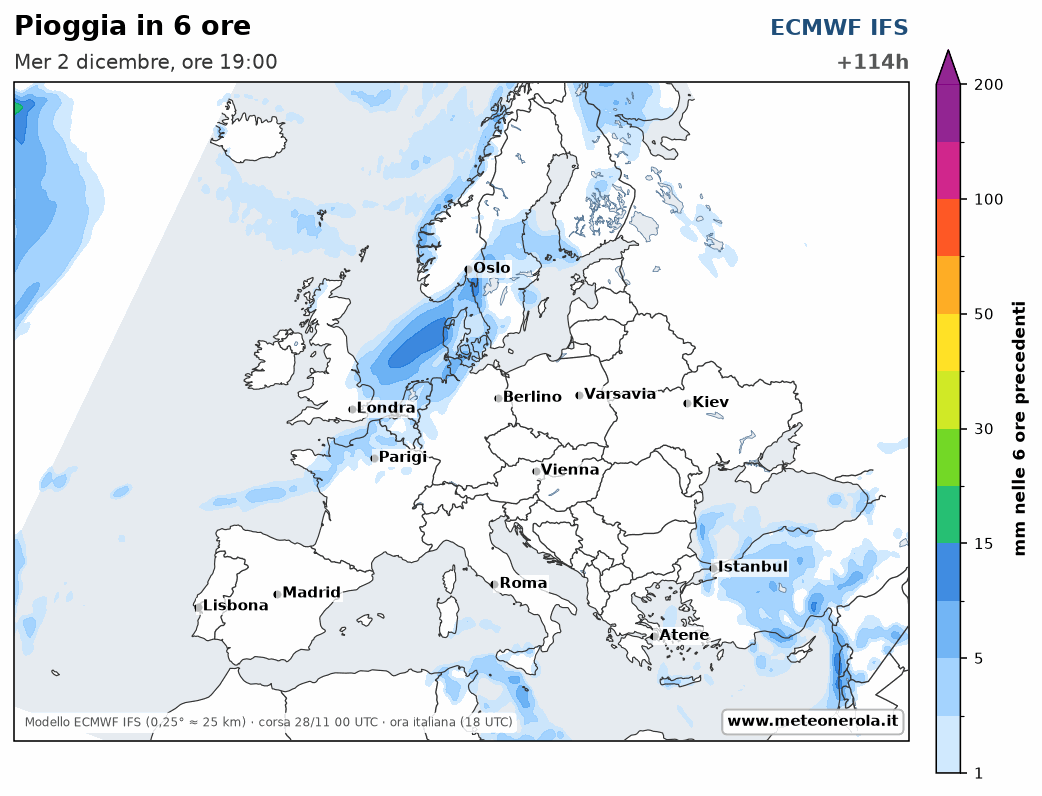 Pioggia in 6 ore
ECMWF IFS
Mer 2 dicembre, ore 19:00
+114h
200
100
50
30
15
5
1
mm nelle 6 ore precedenti
Oslo
Berlino
Varsavia
Kiev
Londra
Parigi
Vienna
Istanbul
Roma
Madrid
Lisbona
Atene
Modello ECMWF IFS (0,25° ≈ 25 km) · corsa 28/11 00 UTC · ora italiana (18 UTC)
www.meteonerola.it